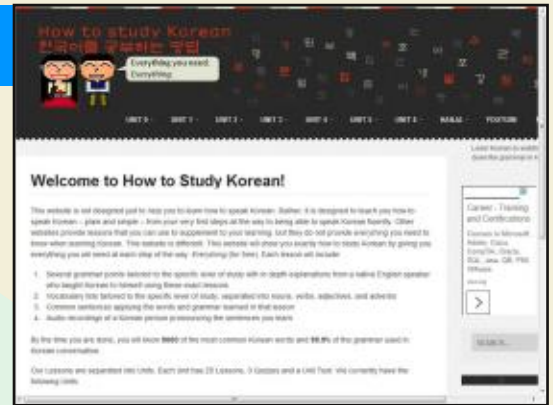 How to study Korean
한국어를 공부하는 방법
Everything you need.
Everything.
UNIT 0 UNIT 1 UNIT 2 UNIT 3 UNIT 4 UNIT 5 UNIT 6 HANJA YOUTUBE
Welcome to How to Study Korean!
This website is not designed just to help you to learn how to speak Korean. Rather, it is designed to teach you how to
speak Korean – plain and simple – from your very first steps all the way to being able to speak Korean fluently. Other
websites provide lessons that you can use to supplement to your learning, but they do not provide everything you need to
know when learning Korean. This website is different. This website will show you exactly how to study Korean by giving you
everything you will need at each step of the way. Everything (for free). Each lesson will include:
1. Several grammar points tailored to the specific level of study with in depth explanations from a native English speaker
who taught Korean to himself using these exact lessons
2. Vocabulary lists tailored to the specific level of study, separated into nouns, verbs, adjectives, and adverbs
3. Common sentences applying the words and grammar learned in that lesson
4. Audio recordings of a Korean person pronouncing the sentences you learn
By the time you are done, you will know of the most common Korean words and of the grammar used in
Korean conversation.
Our Lessons are separated into Units. Each Unit has 25 Lessons, 3 Quizzes and a Unit Test. We currently have the
following Units:
Career - Training
and Certifications
SEARCH...